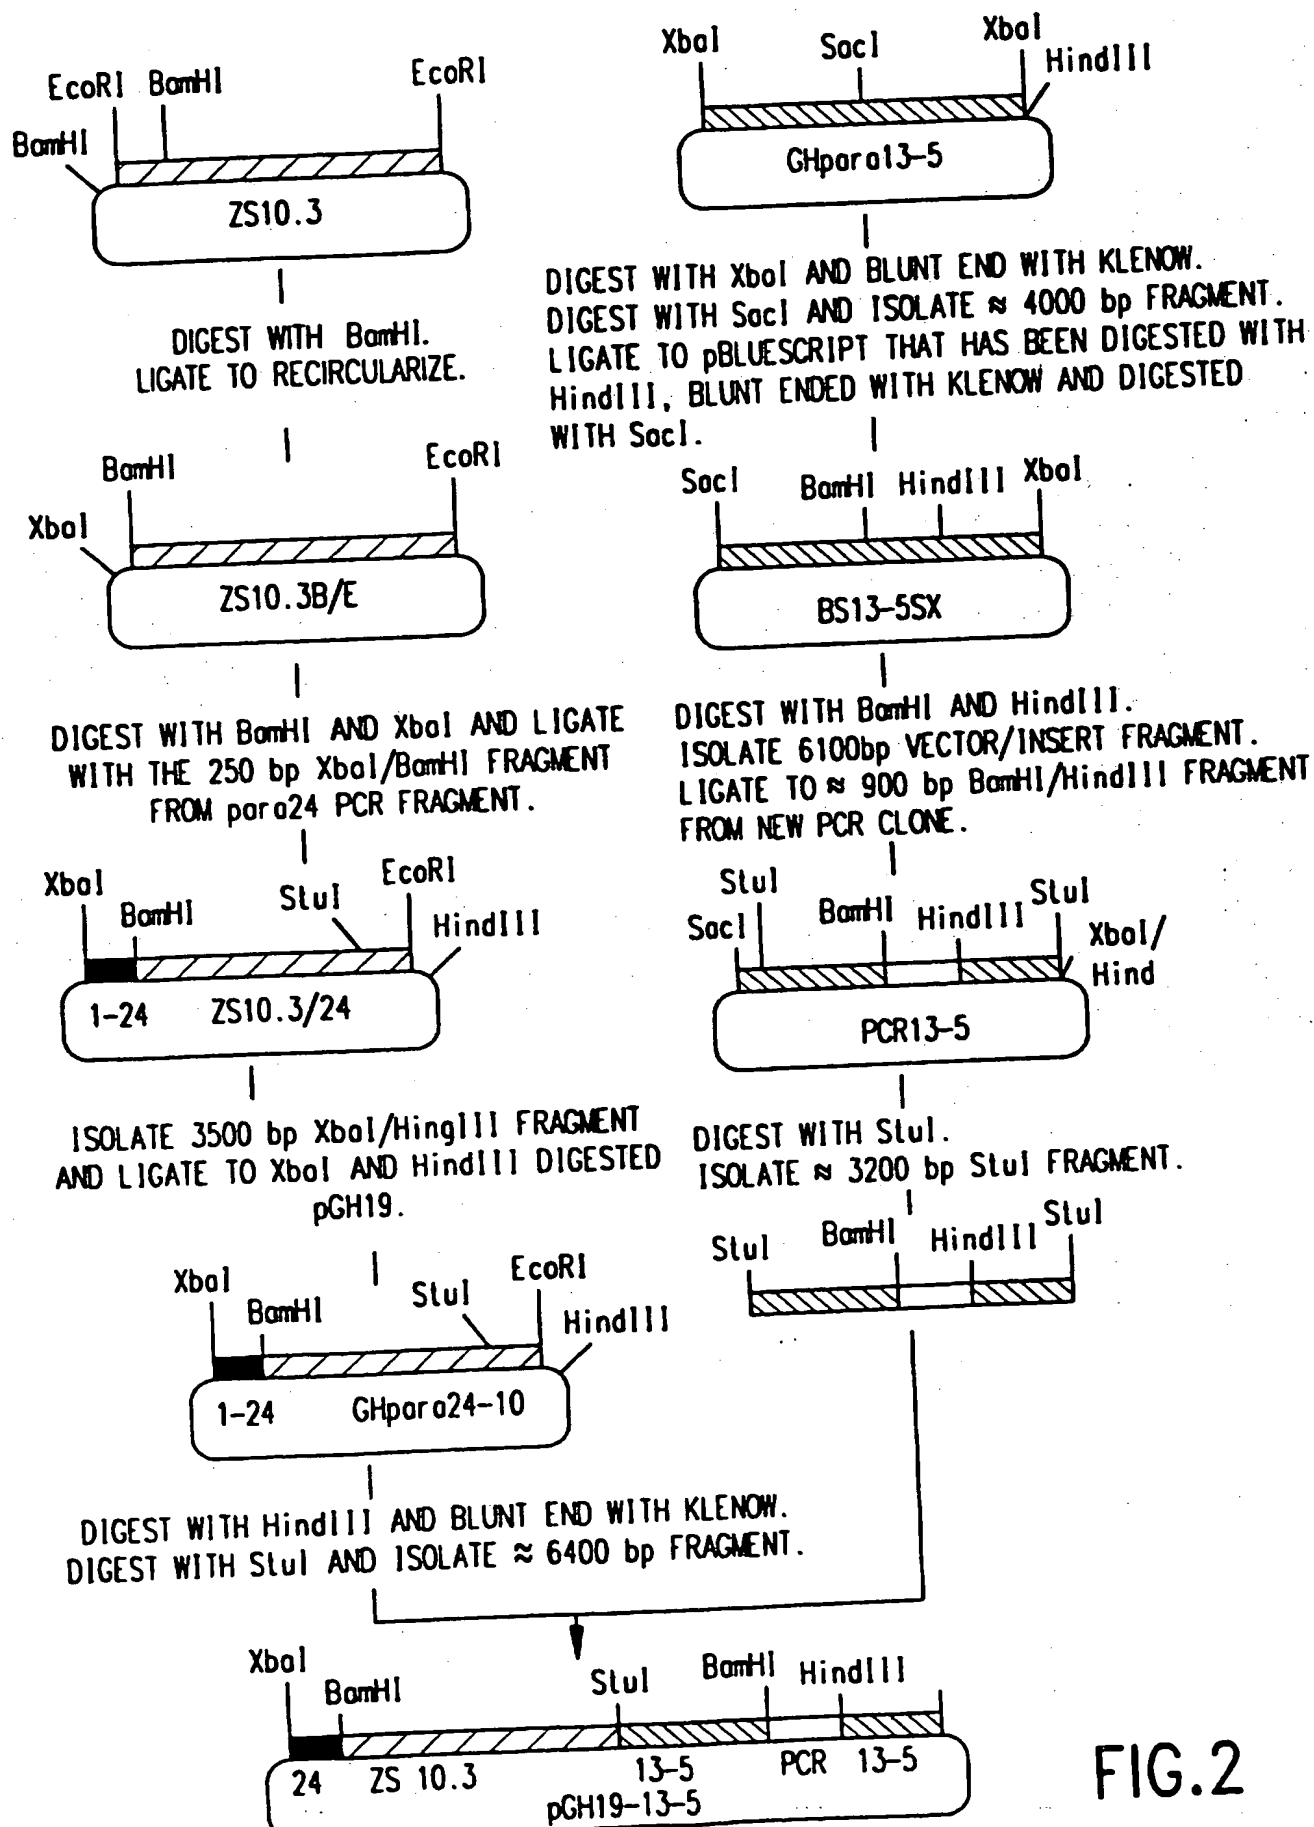 EcoRI BamHI EcoRI
BamHI
ZS10.3
DIGEST WITH BamHI.
LIGATE TO RECIRCULARIZE.
BamHI EcoRI
XbaI
ZS10.3B/E
DIGEST WITH BamHI AND XbaI AND LIGATE
WITH THE 250 bp XbaI/BamHI FRAGMENT
FROM para24 PCR FRAGMENT.
XbaI BamHI StuI EcoRI
HindIII
1-24 ZS10.3/24
ISOLATE 3500 bp XbaI/HingIII FRAGMENT
AND LIGATE TO XbaI AND HindIII DIGESTED
pGH19.
XbaI BamHI StuI EcoRI
HindIII
1-24 GHpara24-10
DIGEST WITH HindIII AND BLUNT END WITH KLENOW.
DIGEST WITH StuI AND ISOLATE ≈ 6400 bp FRAGMENT.
XbaI SacI XbaI
HindIII
GHpara13-5
DIGEST WITH XbaI AND BLUNT END WITH KLENOW.
DIGEST WITH SacI AND ISOLATE ≈ 4000 bp FRAGMENT.
LIGATE TO pBLUESCRIPT THAT HAS BEEN DIGESTED WITH
HindIII, BLUNT ENDED WITH KLENOW AND DIGESTED
WITH SacI.
SacI BamHI HindIII XbaI
BS13-5SX
DIGEST WITH BamHI AND HindIII.
ISOLATE 6100bp VECTOR/INSERT FRAGMENT.
LIGATE TO ≈ 900 bp BamHI/HindIII FRAGMENT
FROM NEW PCR CLONE.
SacI StuI BamHI HindIII StuI
XbaI/
Hind
PCR13-5
DIGEST WITH StuI.
ISOLATE ≈ 3200 bp StuI FRAGMENT.
StuI BamHI HindIII StuI
XbaI BamHI StuI BamHI HindIII
24 ZS 10.3 13-5 PCR 13-5
pGH19-13-5
FIG.2